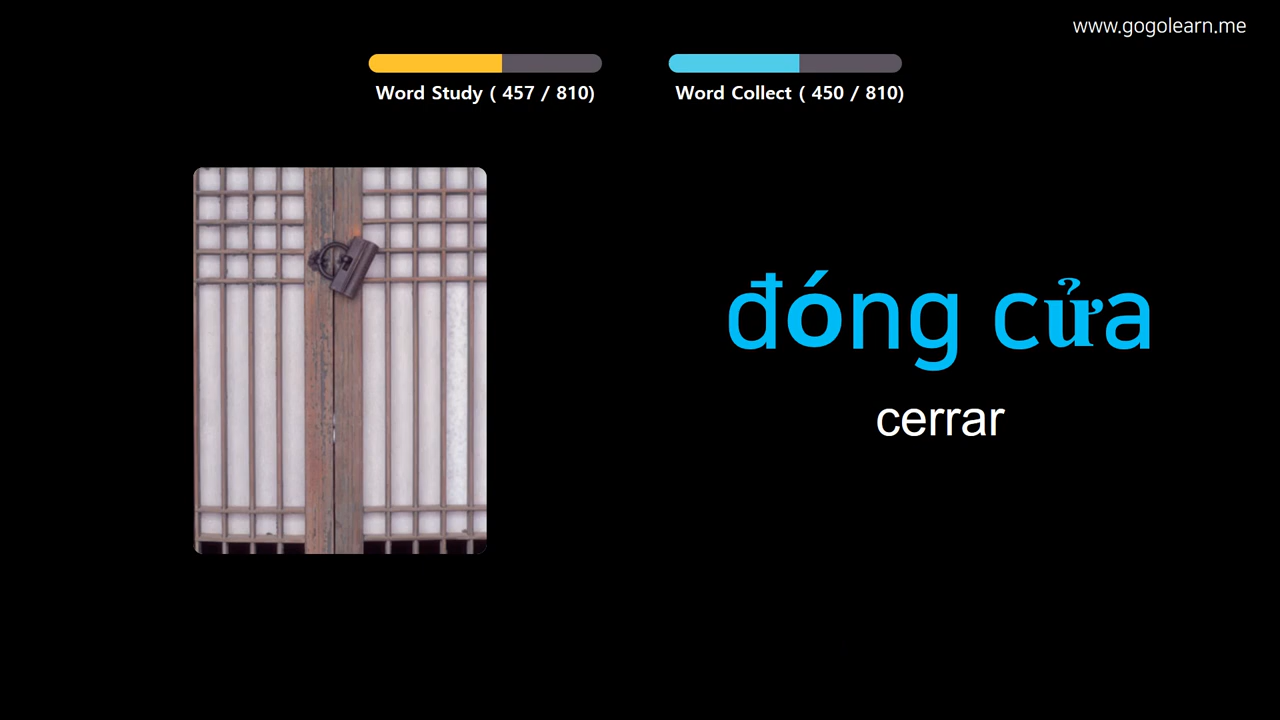 www.gogolearn.me
Word Study ( 457 / 810)
Word Collect ( 450 / 810)
đóng cửa
cerrar